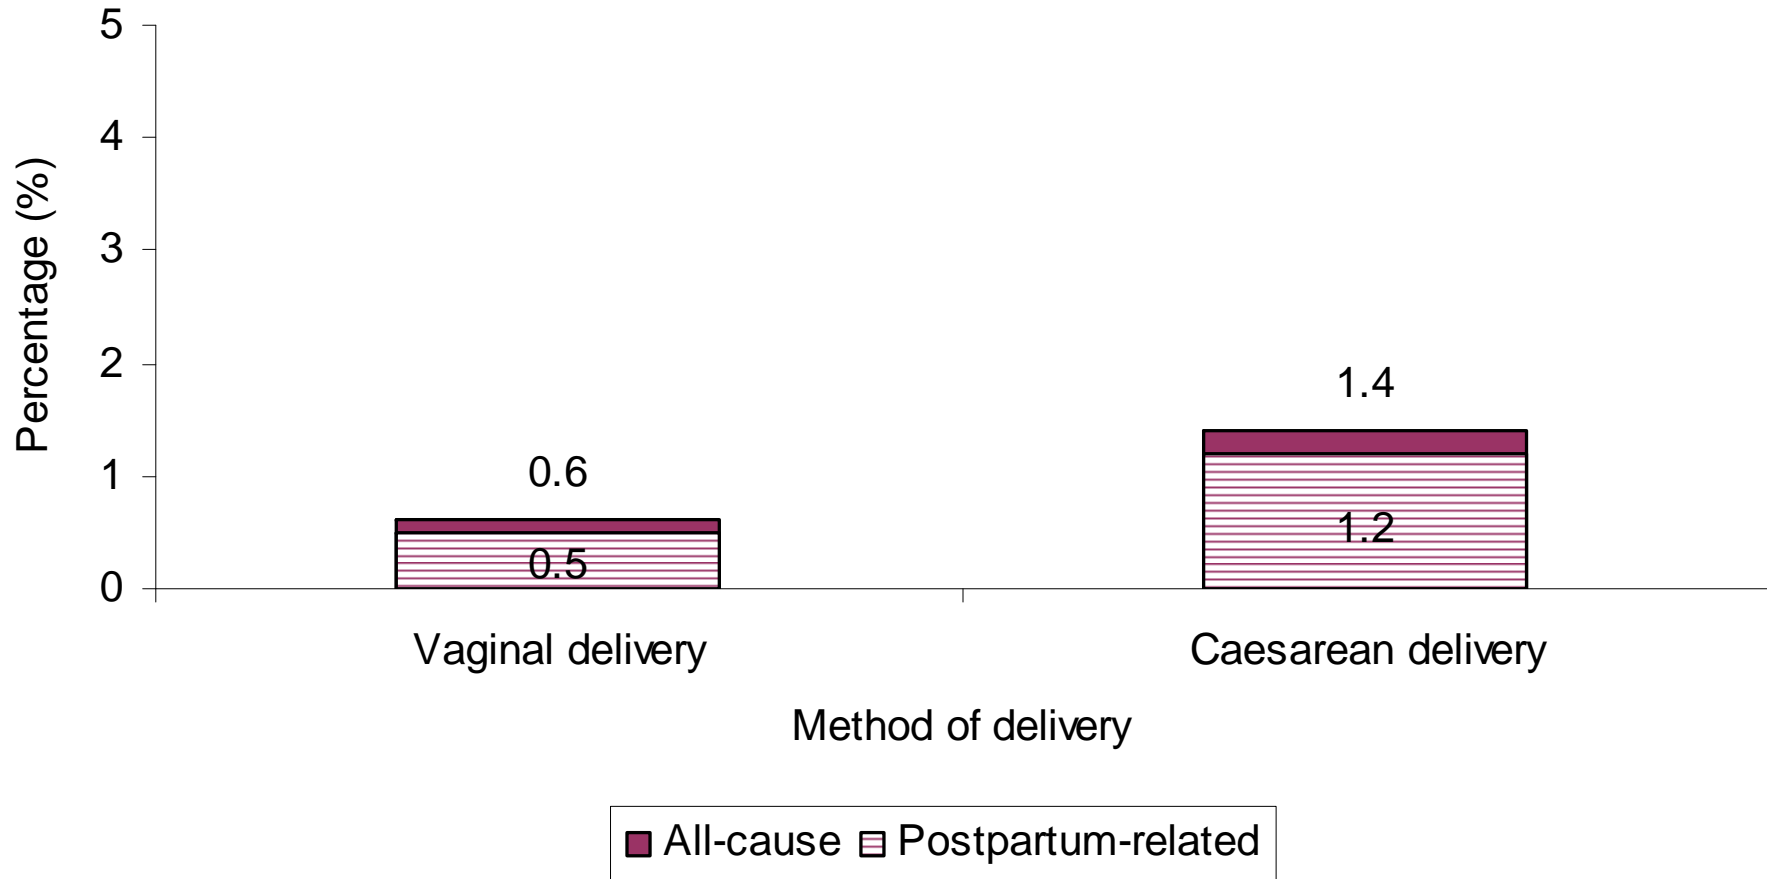 5
4
3
2
1
0
Percentage (%)
0.6
0.5
1.4
1.2
Vaginal delivery
Caesarean delivery
Method of delivery
All-cause
Postpartum-related